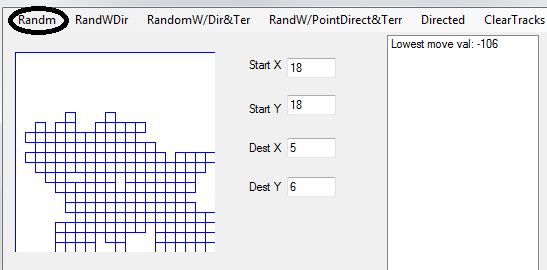 Randm RandWDir RandomW/Dir&Ter RandW/PointDirect&Terr Directed ClearTracks
Lowest move val: -106
Start X 18
Start Y 18
Dest X 5
Dest Y 6